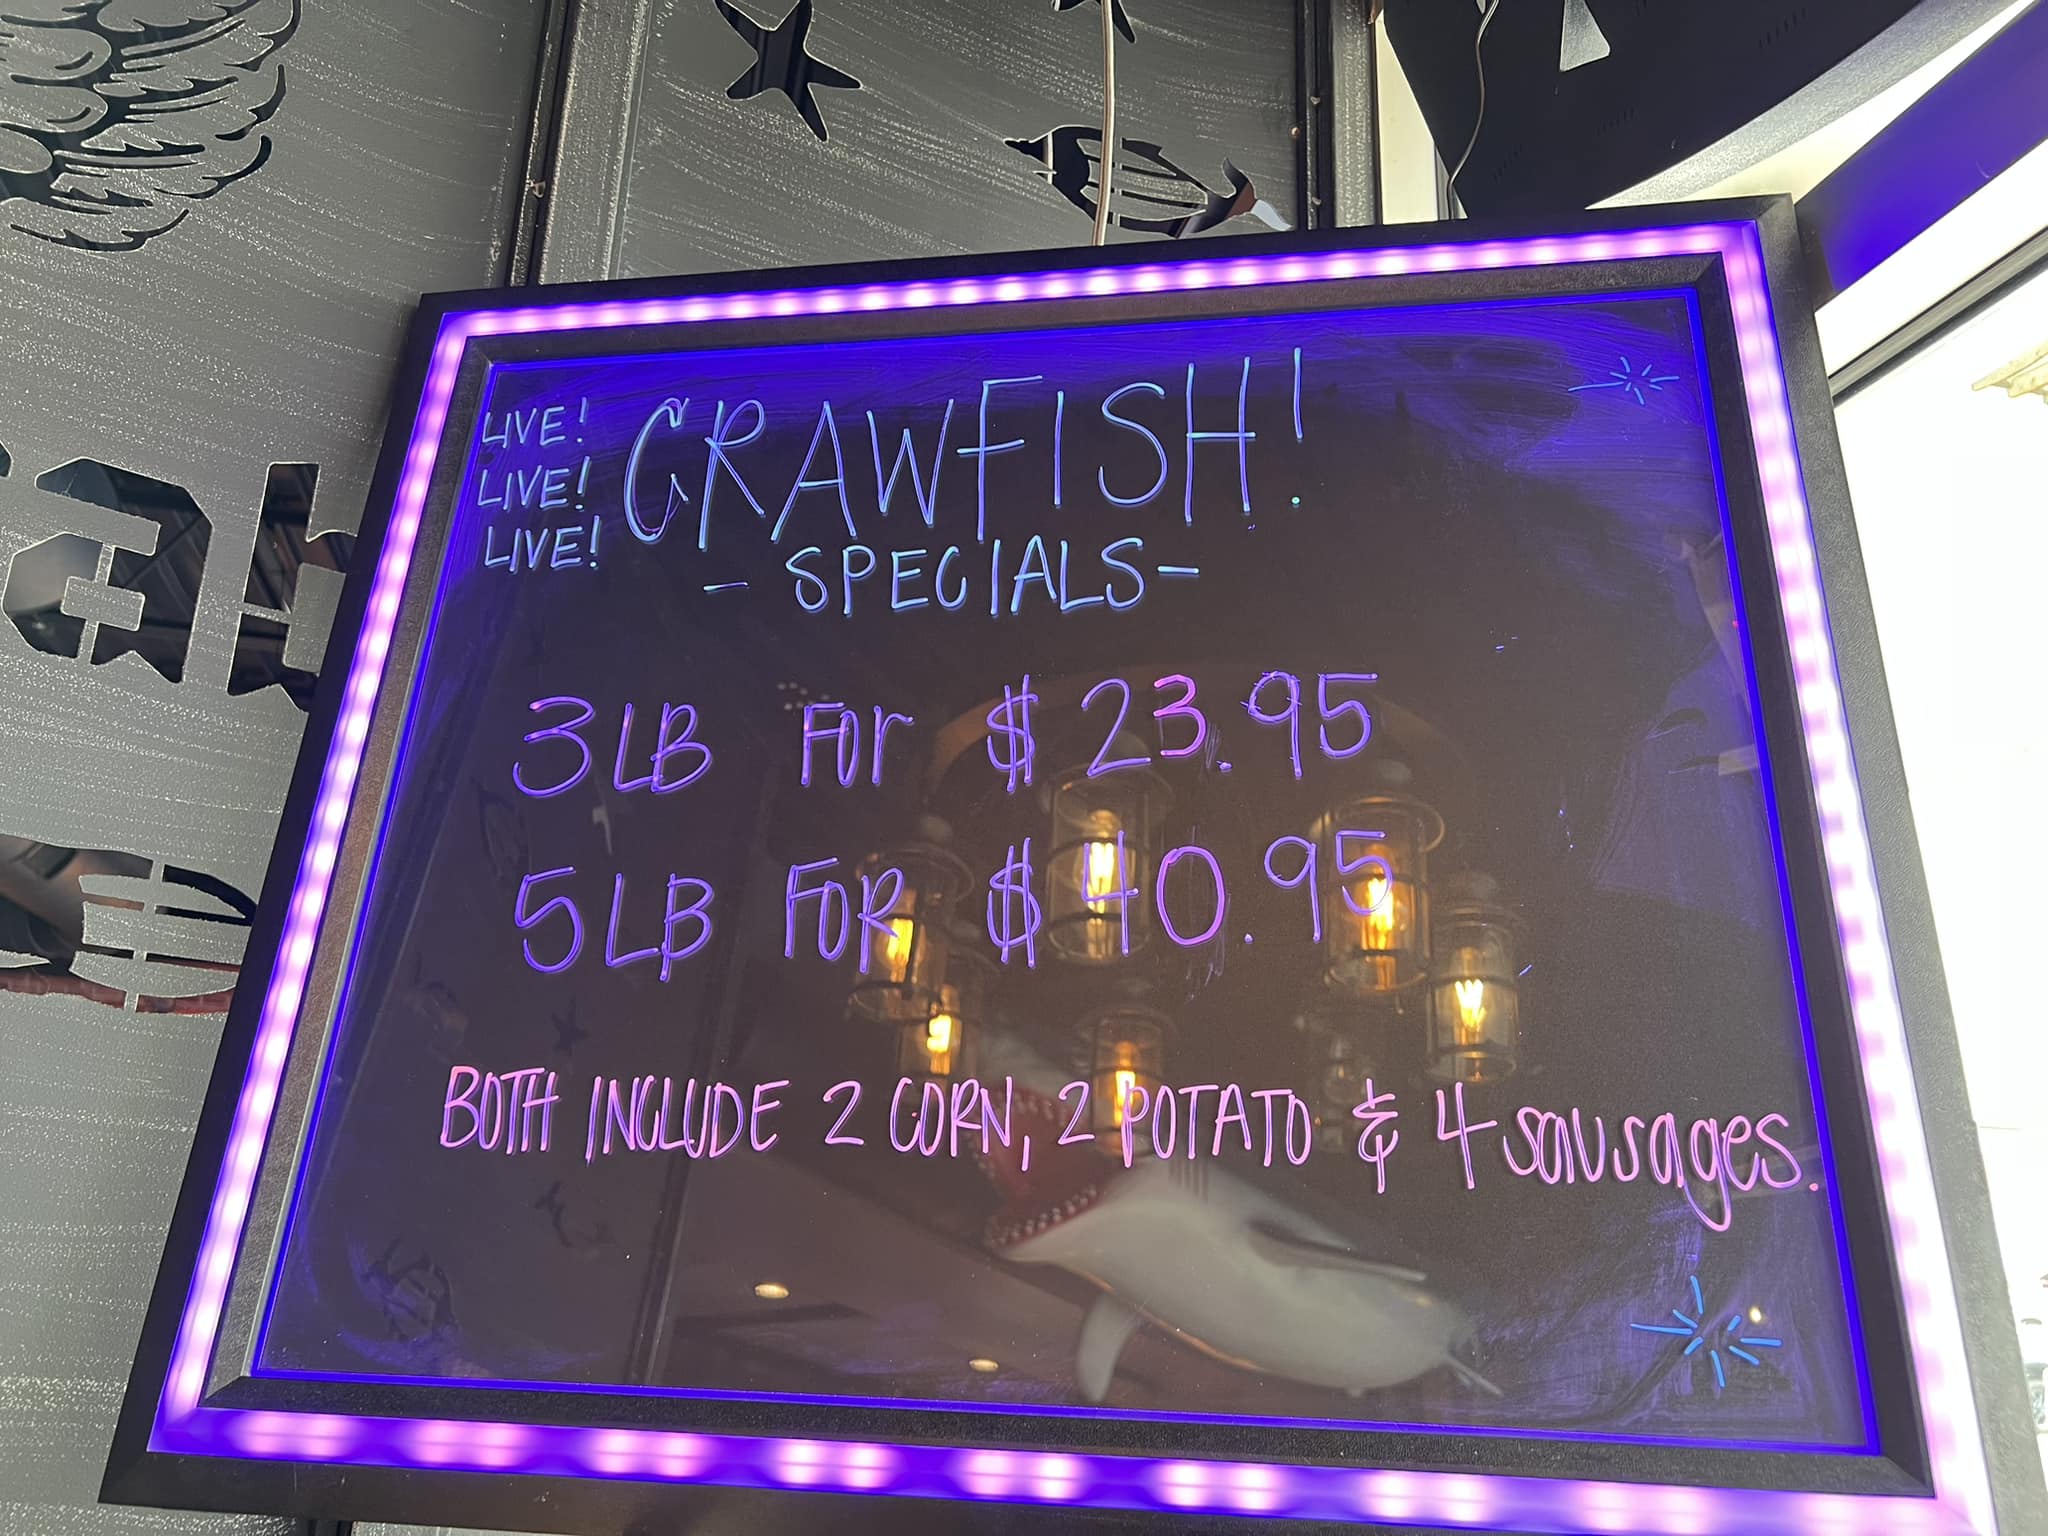 LIVE!
LIVE!
LIVE!
CRAWFISH!
- SPECIALS-
3LB FOr $23.95
5LB FOR $40.95
BOTH INCLUDE 2 CORN, 2 POTATO & 4 sausages.